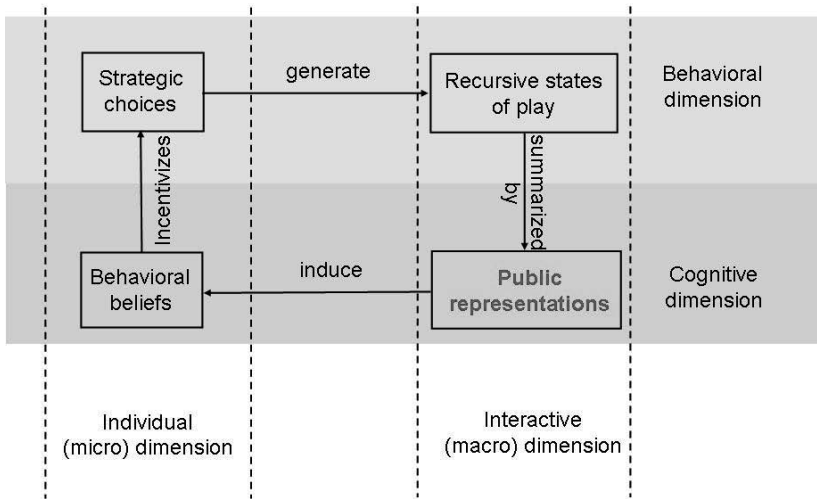 Strategic
choices
generate
Recursive states
of play
Behavioral
dimension
Incentivizes
summarized
by
Behavioral
beliefs
induce
Public
representations
Cognitive
dimension
Individual
(micro) dimension
Interactive
(macro) dimension